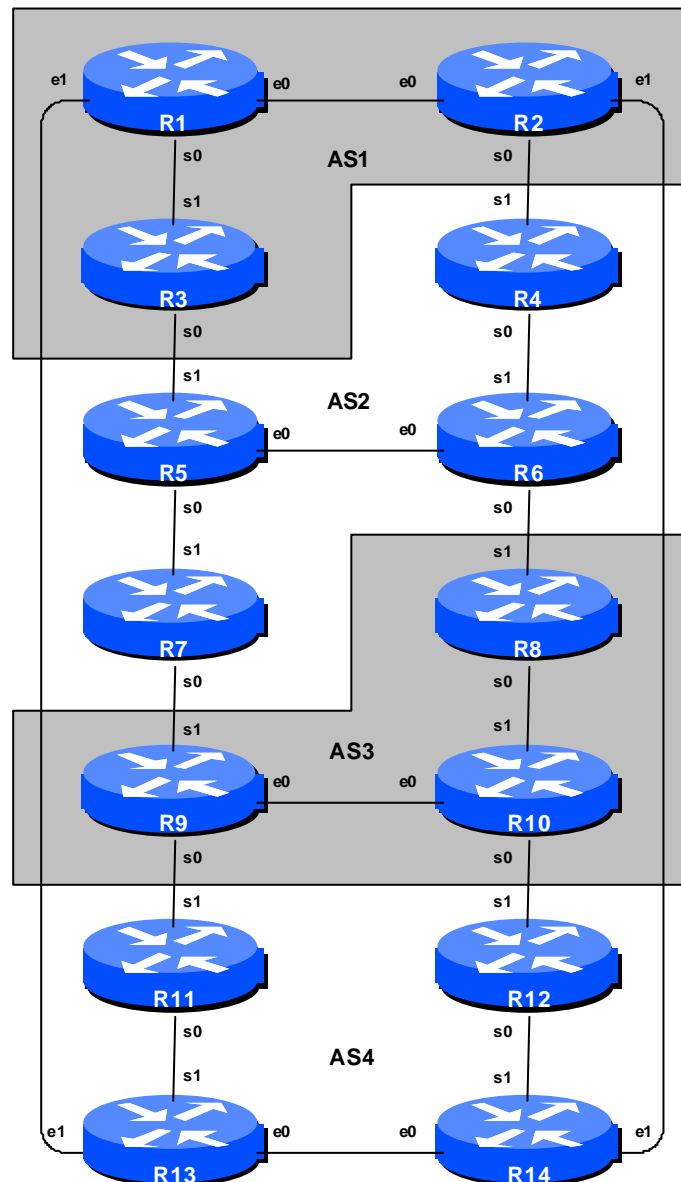 e1 e0 e0 e1
R1 R2
s0 AS1 s0
s1 s1
R3 R4
s0 s0
s1 AS2 s1
e0 e0
R5 R6
s0 s0
s1 s1
R7 R8
s0 s0
s1 AS3 s1
e0 e0
R9 R10
s0 s0
s1 s1
R11 R12
s0 s0
AS4
s1 s1
e1 e0 e0 e1
R13 R14